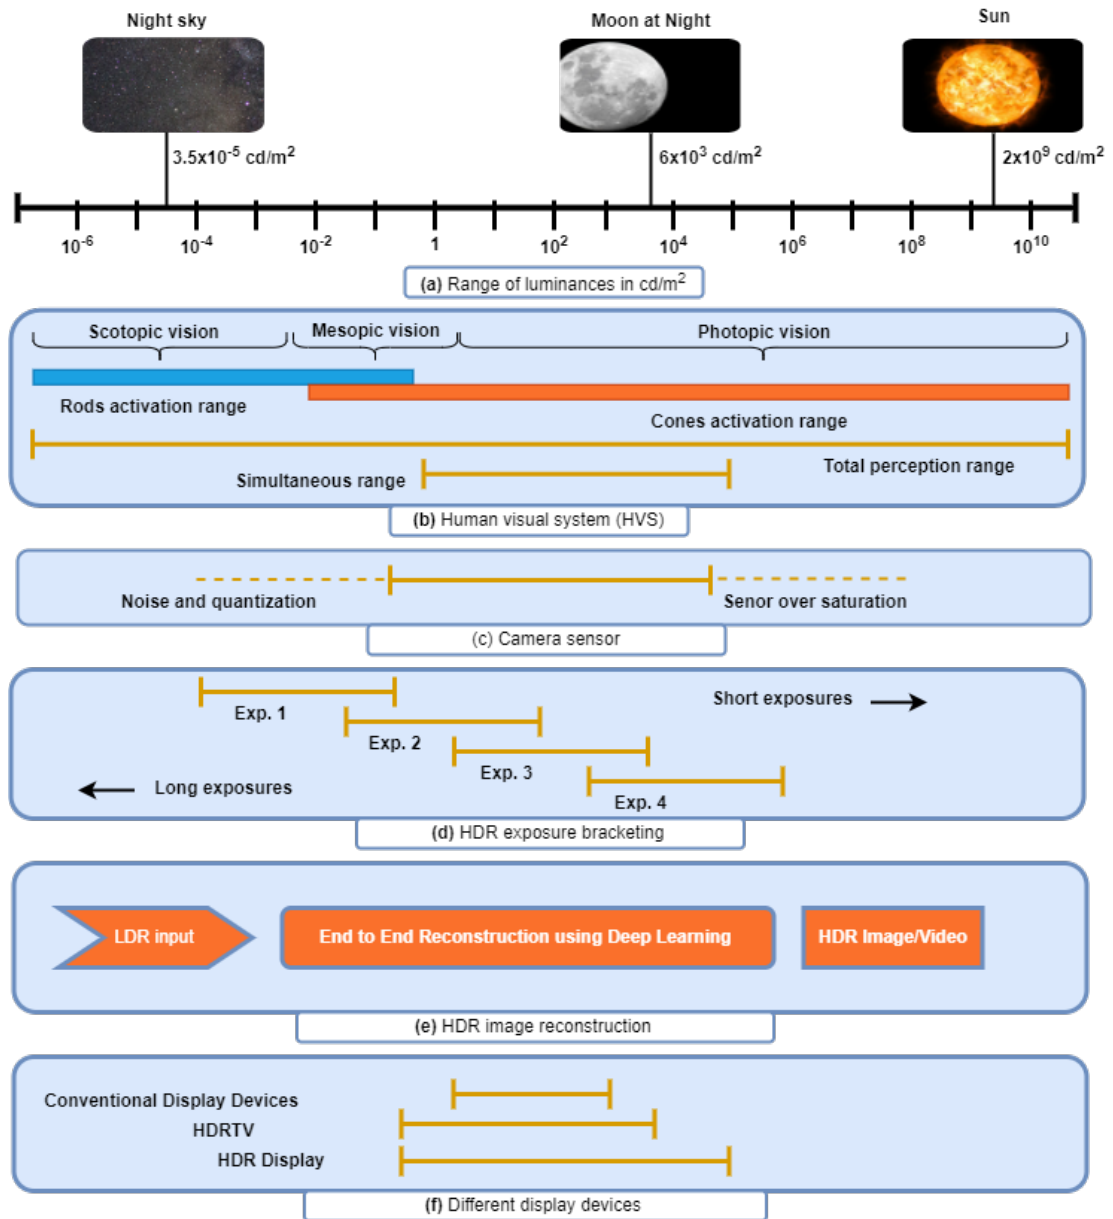 Night sky
Moon at Night
Sun
3.5x10⁻⁵ cd/m²
6x10³ cd/m²
2x10⁹ cd/m²
10⁻⁶ 10⁻⁴ 10⁻² 1 10² 10⁴ 10⁶ 10⁸ 10¹⁰
(a) Range of luminances in cd/m²
Scotopic vision
Mesopic vision
Photopic vision
Rods activation range
Cones activation range
Total perception range
Simultaneous range
(b) Human visual system (HVS)
Noise and quantization
Senor over saturation
(c) Camera sensor
Exp. 1
Short exposures
Exp. 2
Exp. 3
Long exposures
Exp. 4
(d) HDR exposure bracketing
LDR input
End to End Reconstruction using Deep Learning
HDR Image/Video
(e) HDR image reconstruction
Conventional Display Devices
HDRTV
HDR Display
(f) Different display devices